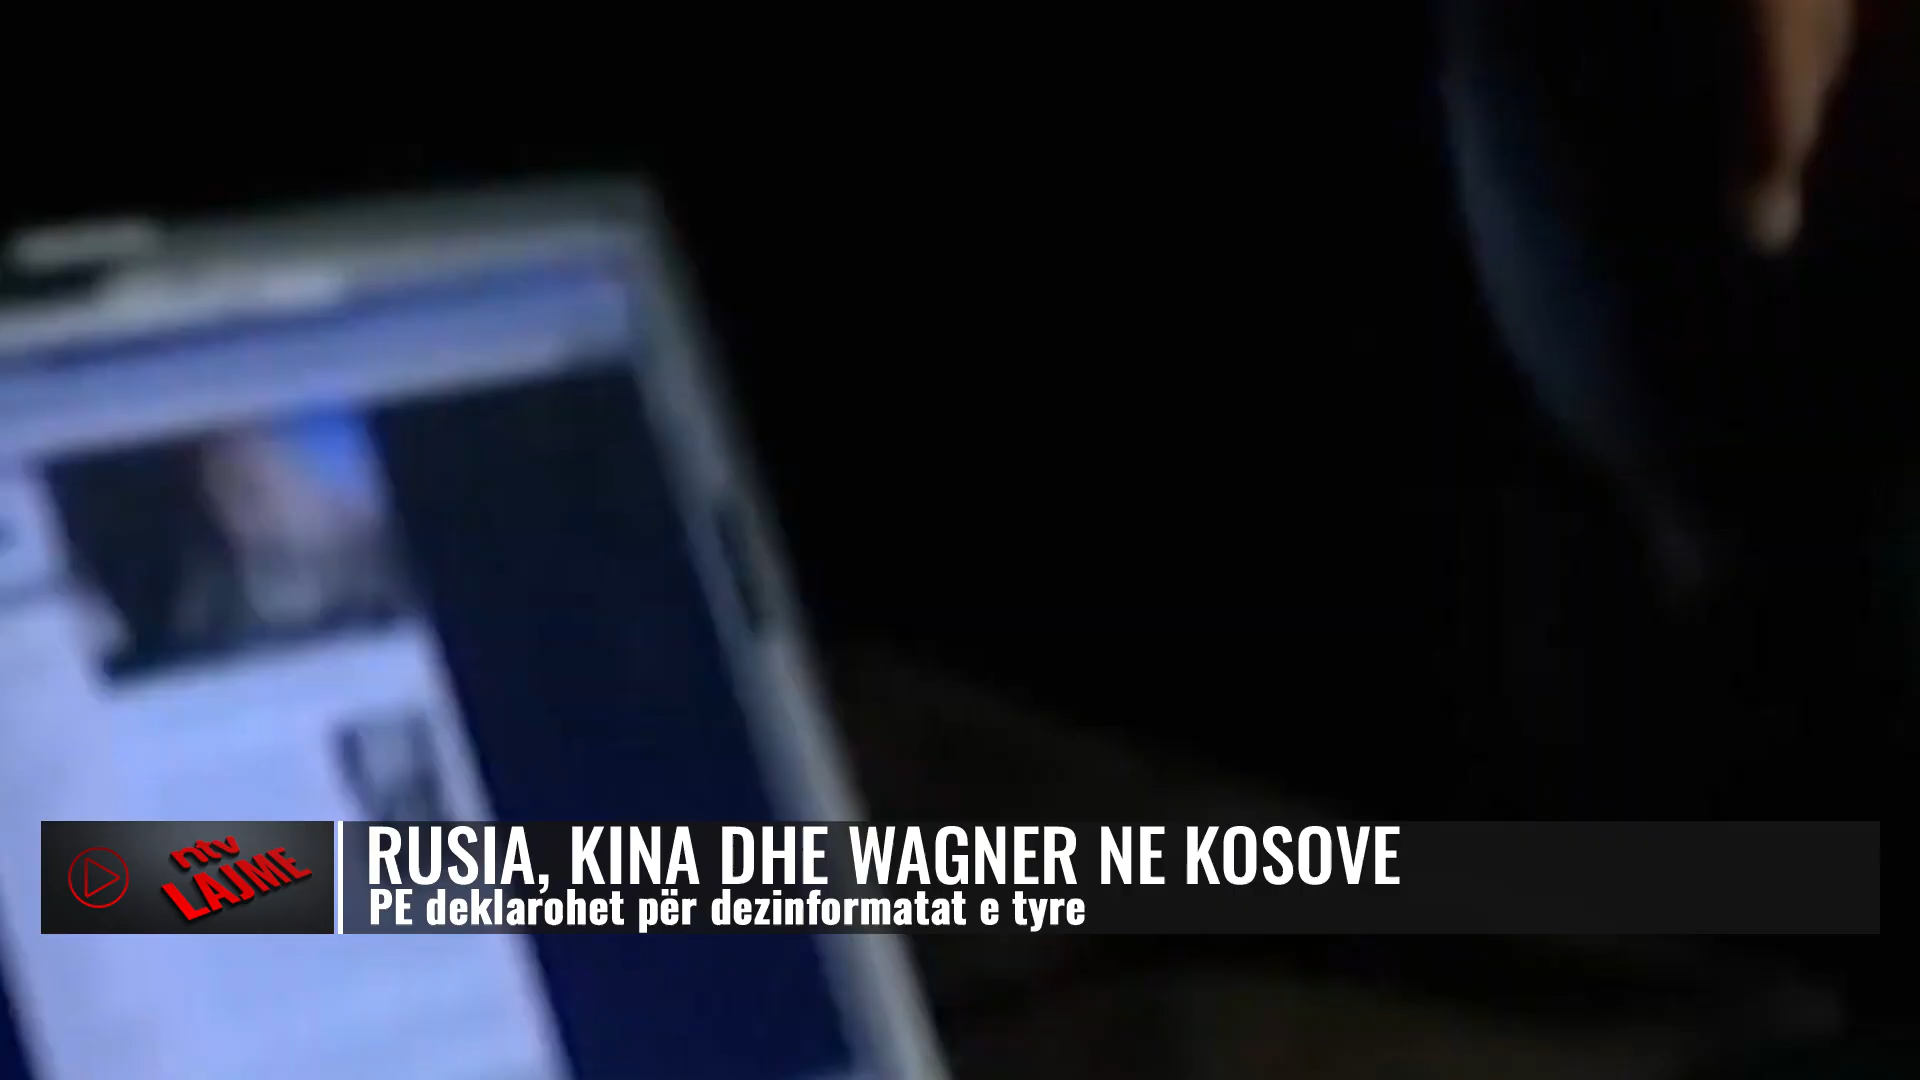 ntv
LAJME
RUSIA, KINA DHE WAGNER NE KOSOVE
PE deklarohet për dezinformatat e tyre